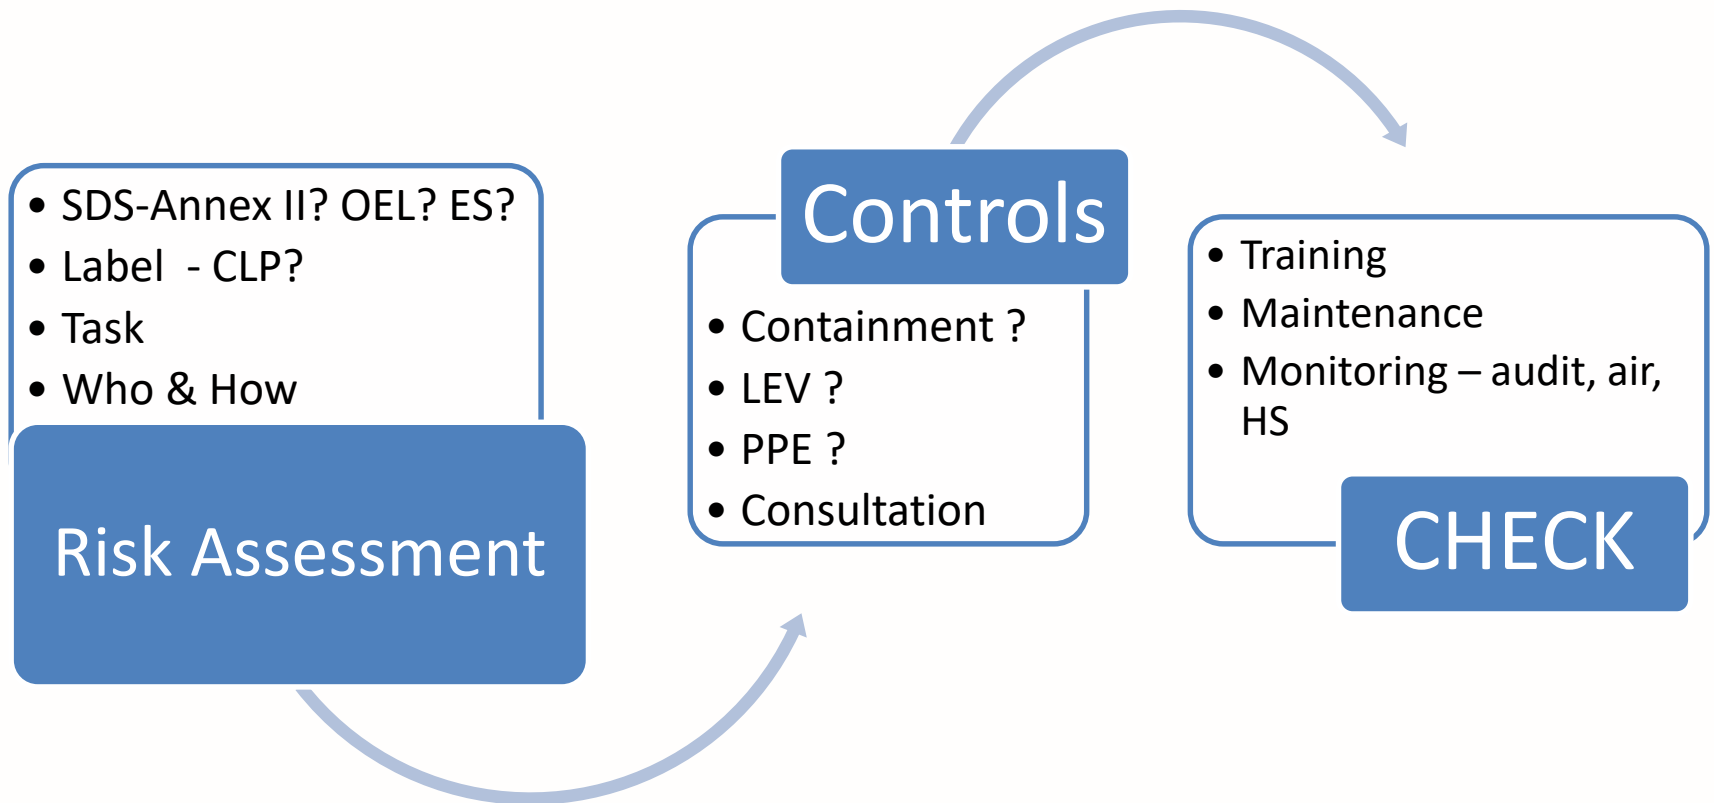 • SDS-Annex II? OEL? ES?
• Label - CLP?
• Task
• Who & How
Risk Assessment
Controls
• Containment ?
• LEV ?
• PPE ?
• Consultation
• Training
• Maintenance
• Monitoring – audit, air,
HS
CHECK